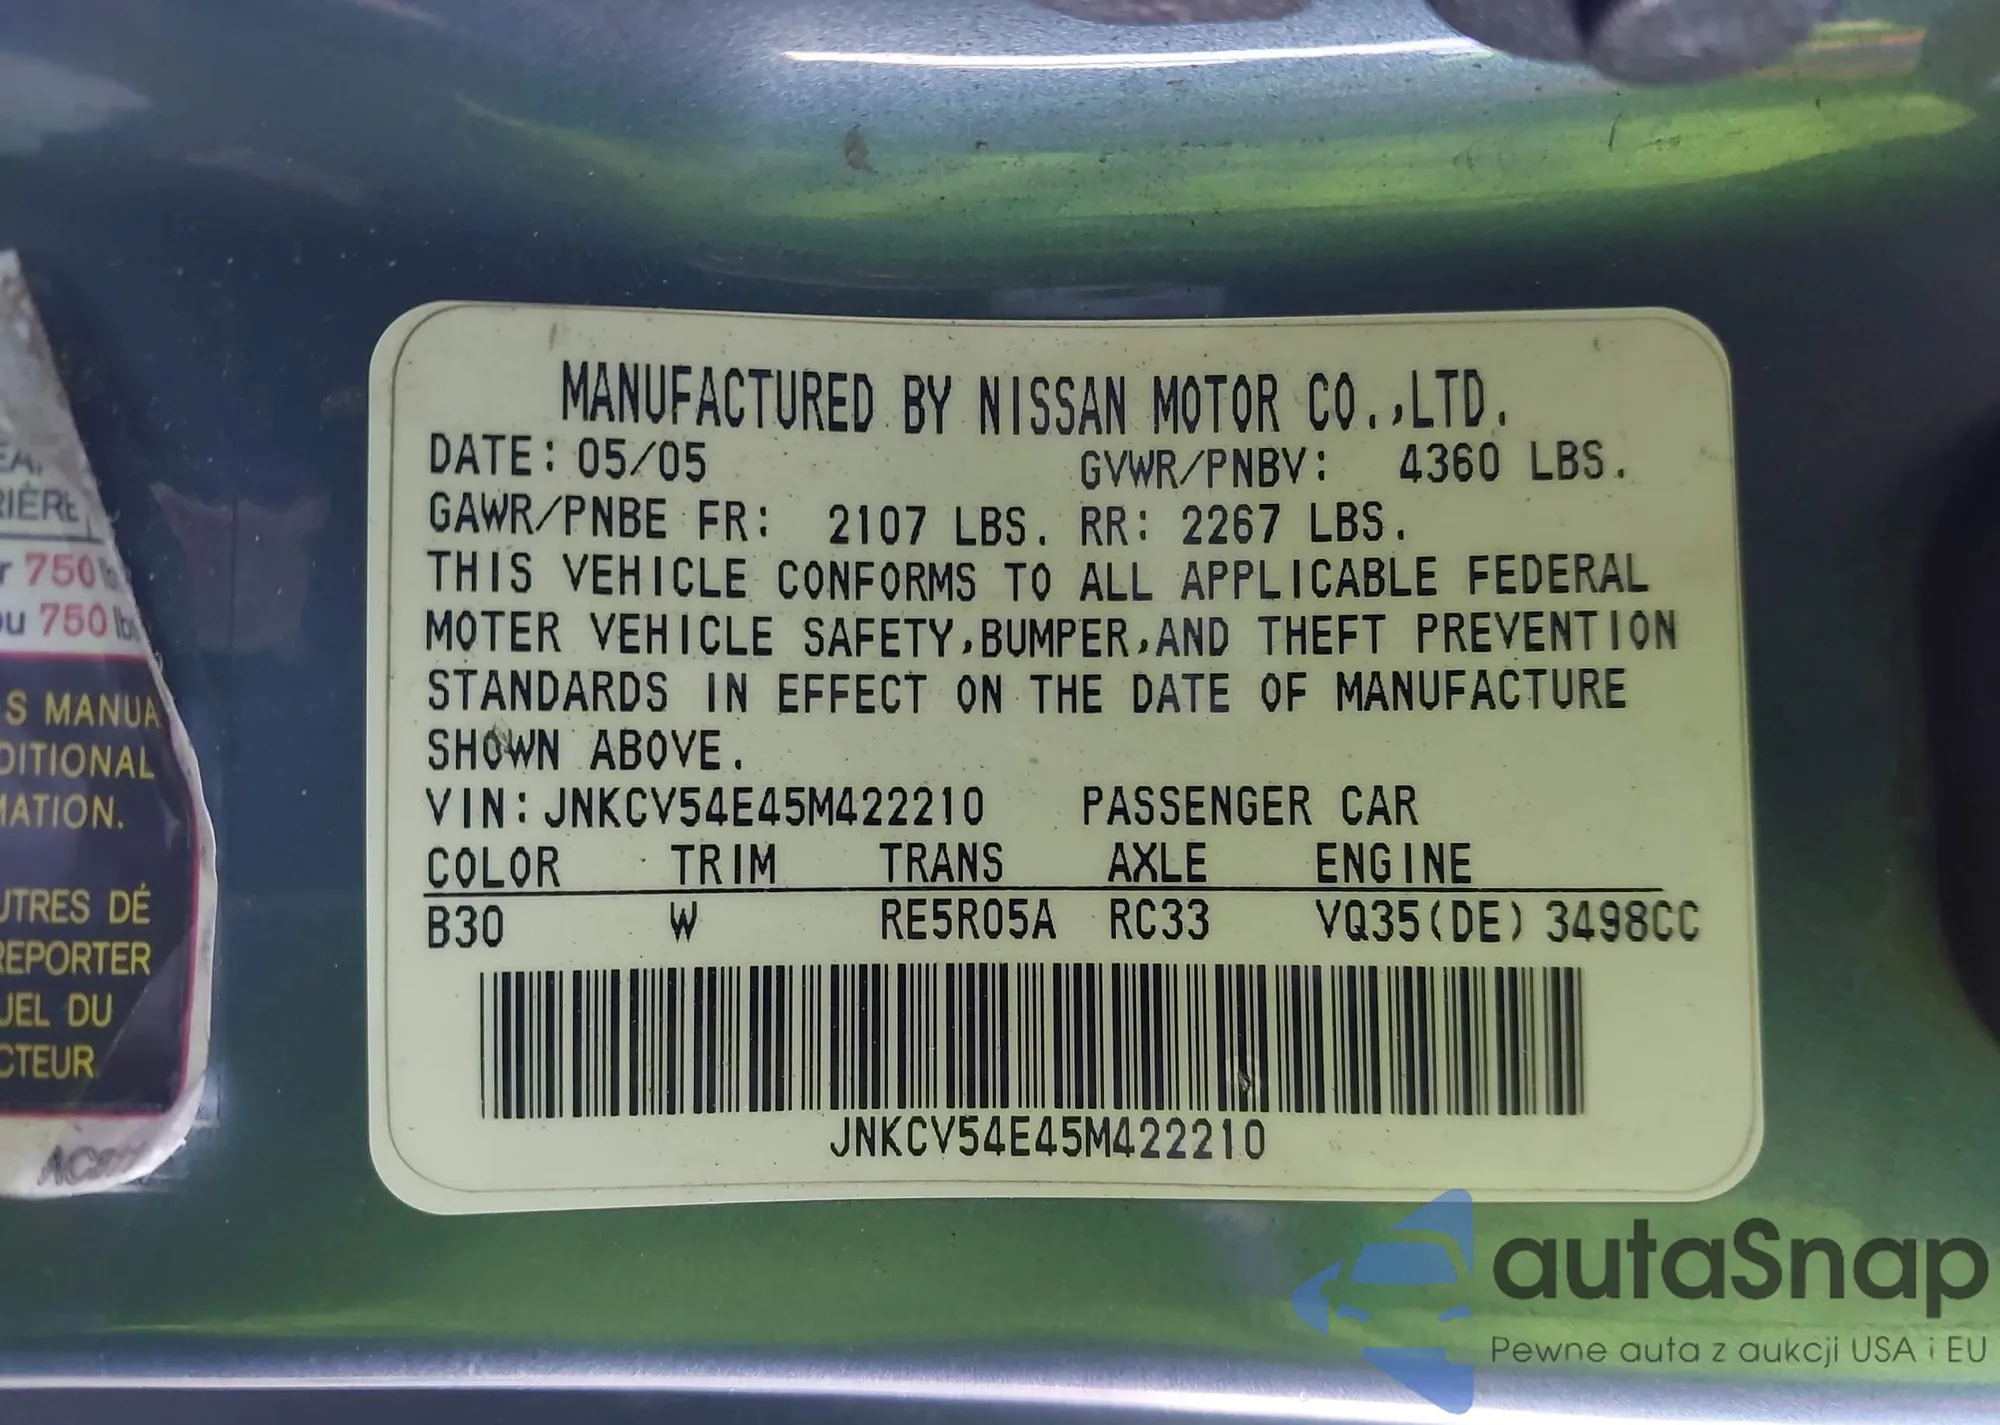 MANUFACTURED BY NISSAN MOTOR CO.,LTD.
DATE: 05/05 GVWR/PNBV: 4360 LBS.
GAWR/PNBE FR: 2107 LBS. RR: 2267 LBS.
THIS VEHICLE CONFORMS TO ALL APPLICABLE FEDERAL
MOTER VEHICLE SAFETY,BUMPER,AND THEFT PREVENTION
STANDARDS IN EFFECT ON THE DATE OF MANUFACTURE
SHOWN ABOVE.
VIN: JNKCV54E45M422210 PASSENGER CAR
COLOR TRIM TRANS AXLE ENGINE
B30 W RE5R05A RC33 VQ35(DE) 3498CC
JNKCV54E45M422210
750
750 lbs
S MANUA
DITIONAL
MATION.
UTRES DÉ
REPORTER
UEL DU
CTEUR
autaSnap
Pewne auta z aukcji USA i EU